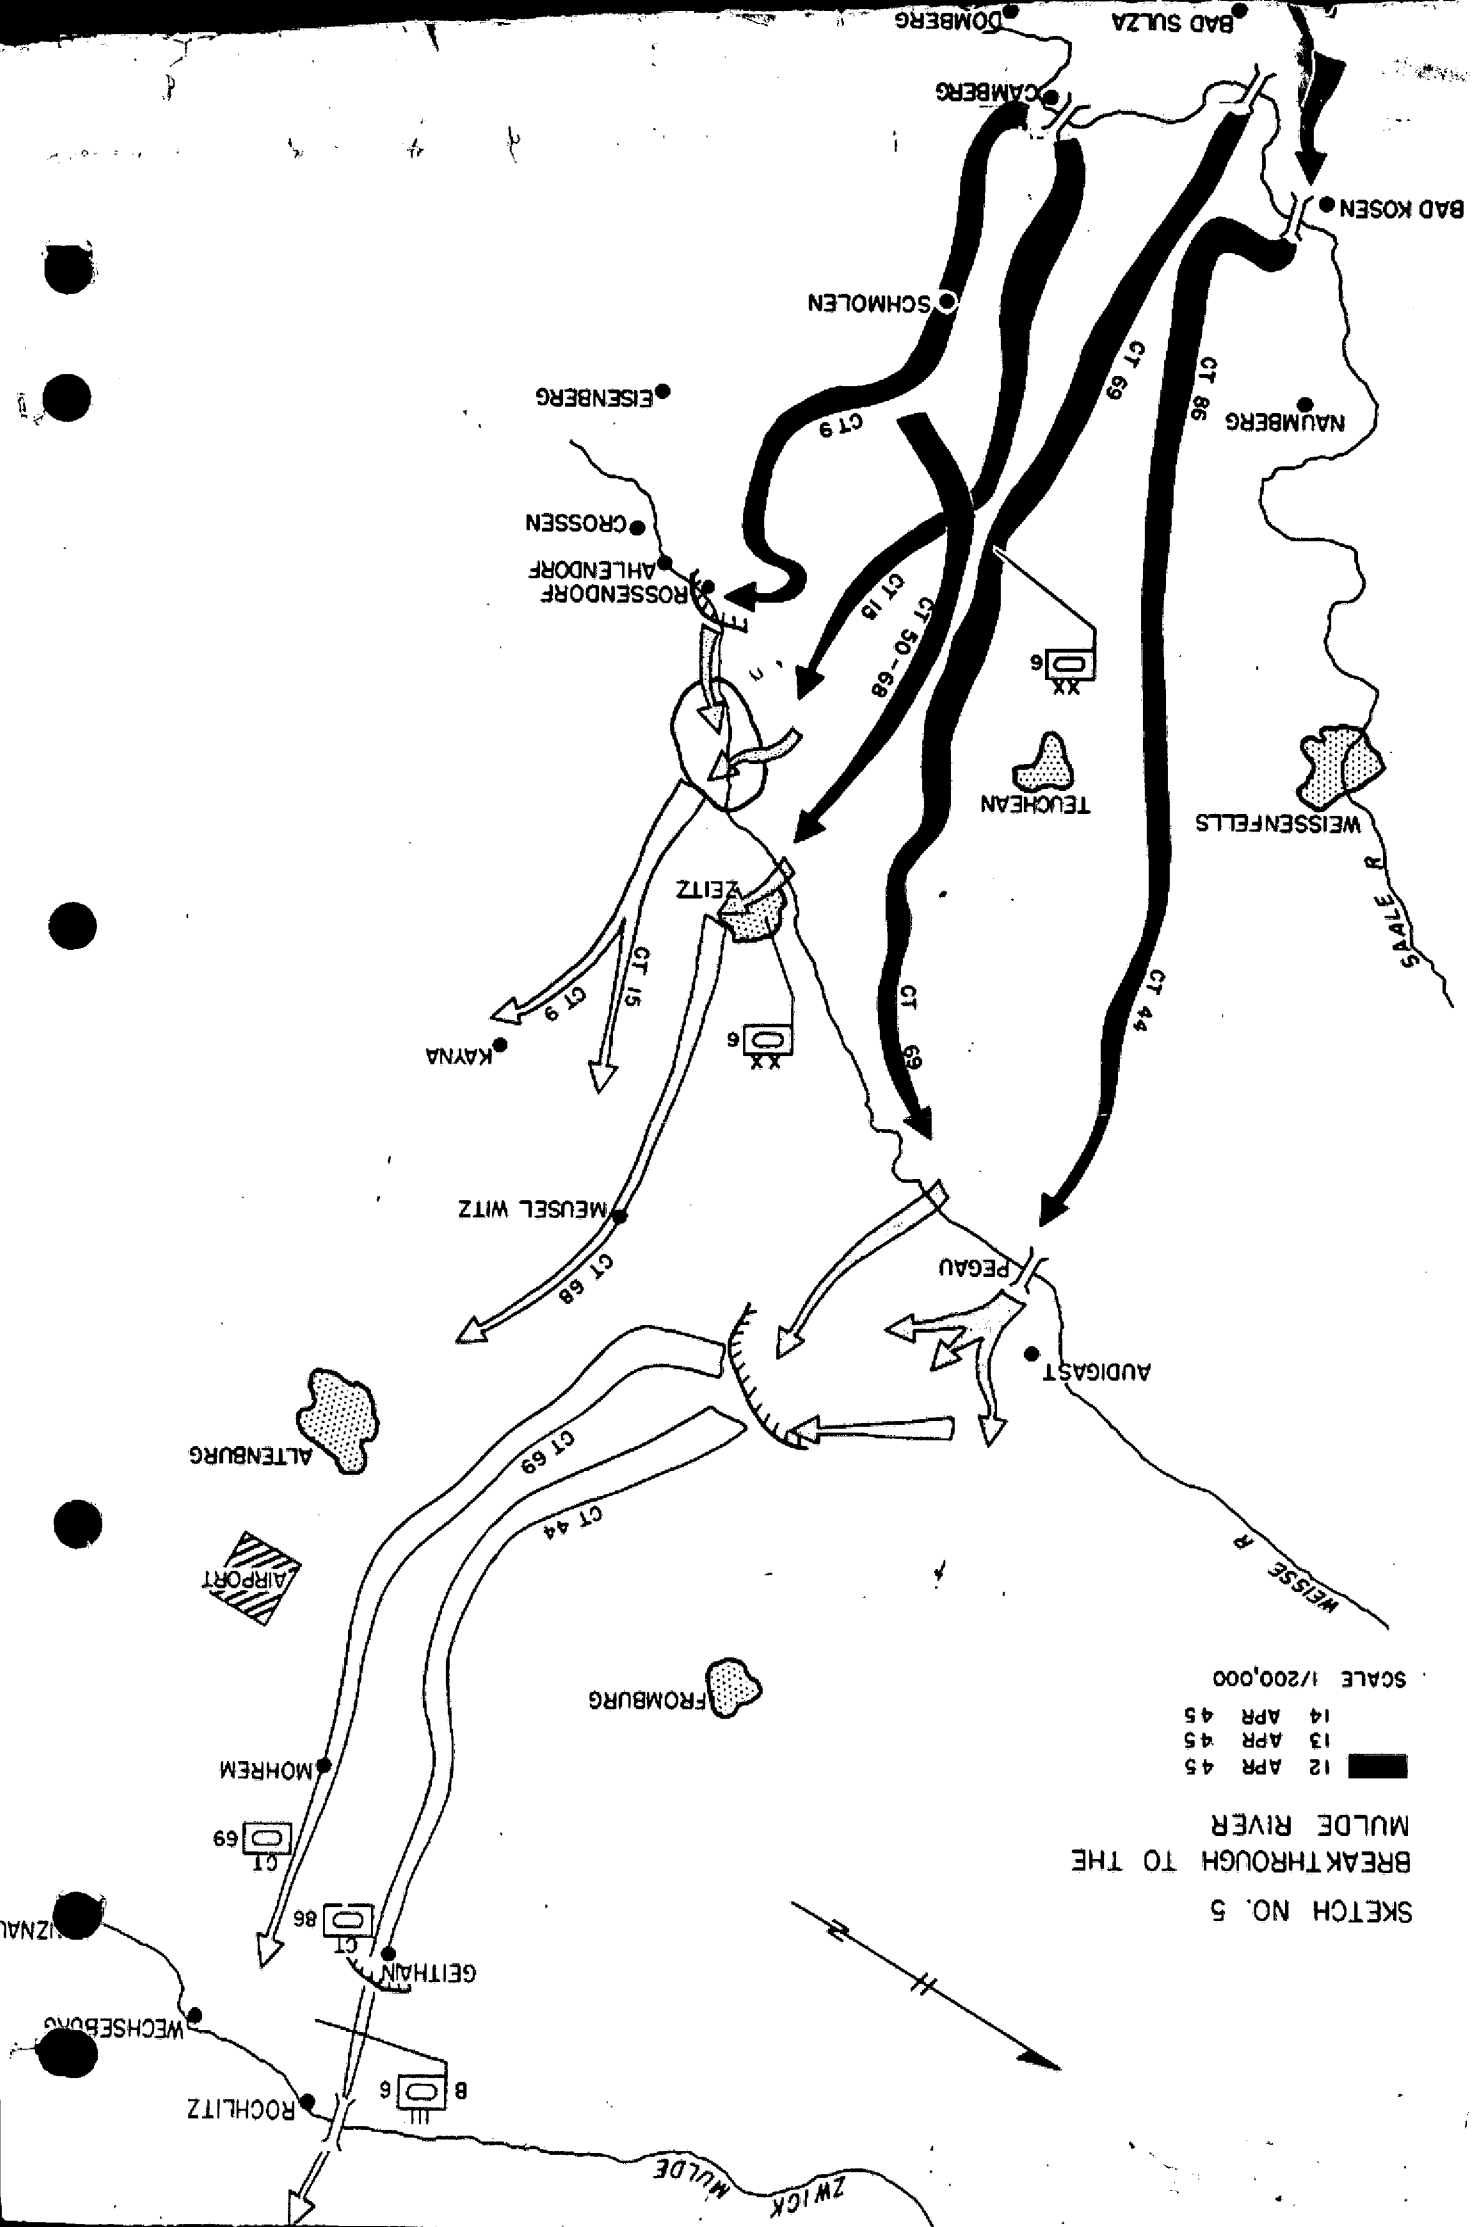 SKETCH NO. 5
BREAKTHROUGH TO THE
MULDE RIVER
12 APR 45
13 APR 45
14 APR 45
SCALE 1/200,000
ZWICK
MULDE
B
6
ROCHLITZ
WECHSEBURG
GEITHAIN
CT
86
CT
69
MOHREM
FROMBURG
AIRPORT
WEISSE R
ALTENBURG
CT 44
CT 69
AUDIGAST
PEGAU
CT 68
MEUSEL WITZ
KAYNA
XX
6
CT 9
CT 15
CT 69
CT 44
SAALE R
ZEITZ
WEISSENFELLS
TEUCHEAN
XX
6
CT 50-68
CT 15
ROSSENDORF
AHLENDORF
CROSSEN
CT 9
NAUMBERG
EISENBERG
CT 86
CT 69
SCHMOLEN
BAD KOSEN
CAMBERG
BAD SULZA
DOMBERG